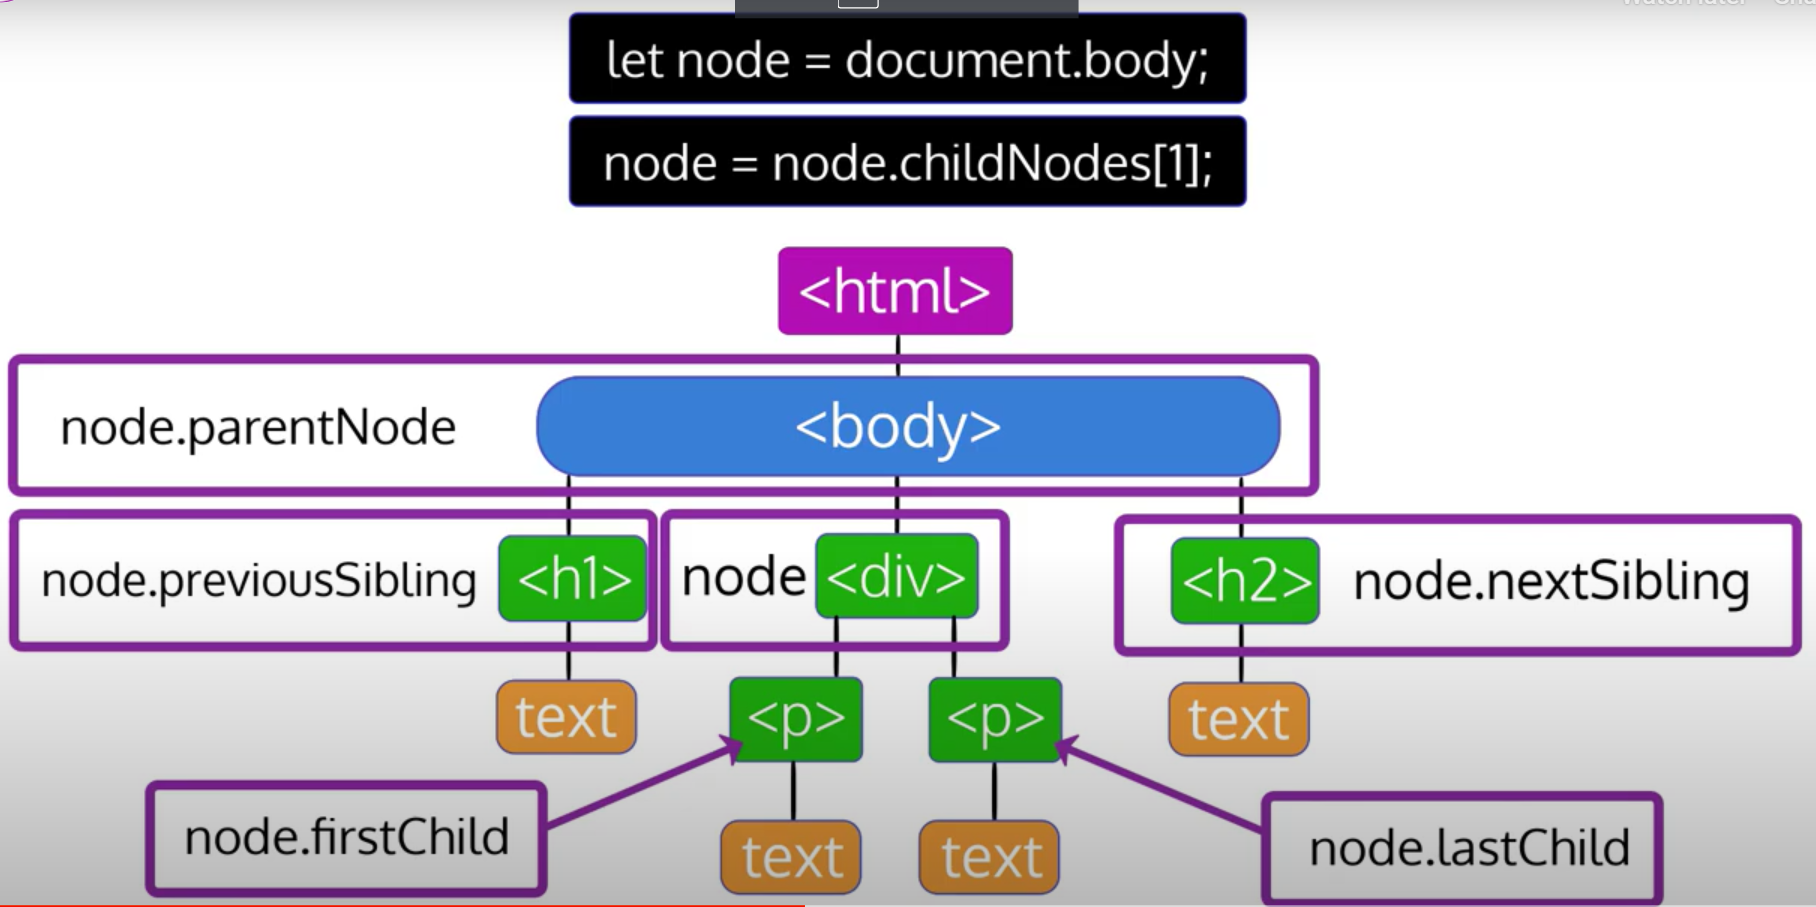 let node = document.body;
node = node.childNodes[1];
<html>
node.parentNode <body>
node.previousSibling <h1> node <div> <h2> node.nextSibling
text <p> <p> text
node.firstChild text text node.lastChild